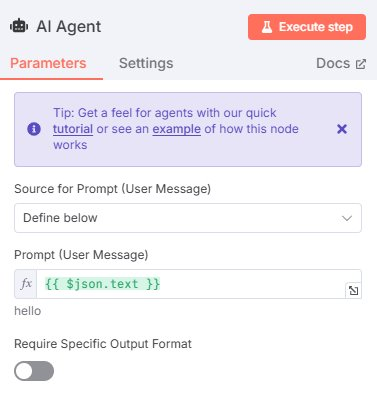 AI Agent
Execute step
Parameters
Settings
Docs
Tip: Get a feel for agents with our quick
tutorial or see an example of how this node
works
Source for Prompt (User Message)
Define below
Prompt (User Message)
fx
{{ $json.text }}
hello
Require Specific Output Format